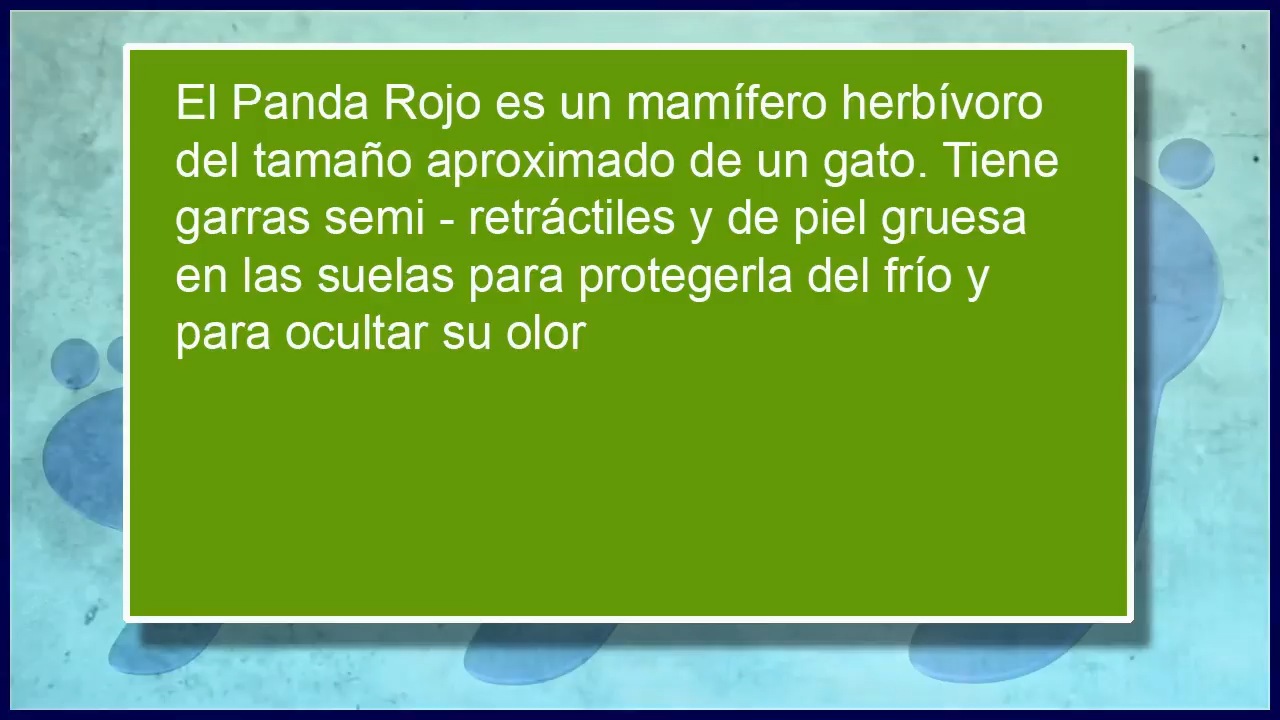 El Panda Rojo es un mamífero herbívoro
del tamaño aproximado de un gato. Tiene
garras semi - retráctiles y de piel gruesa
en las suelas para protegerla del frío y
para ocultar su olor